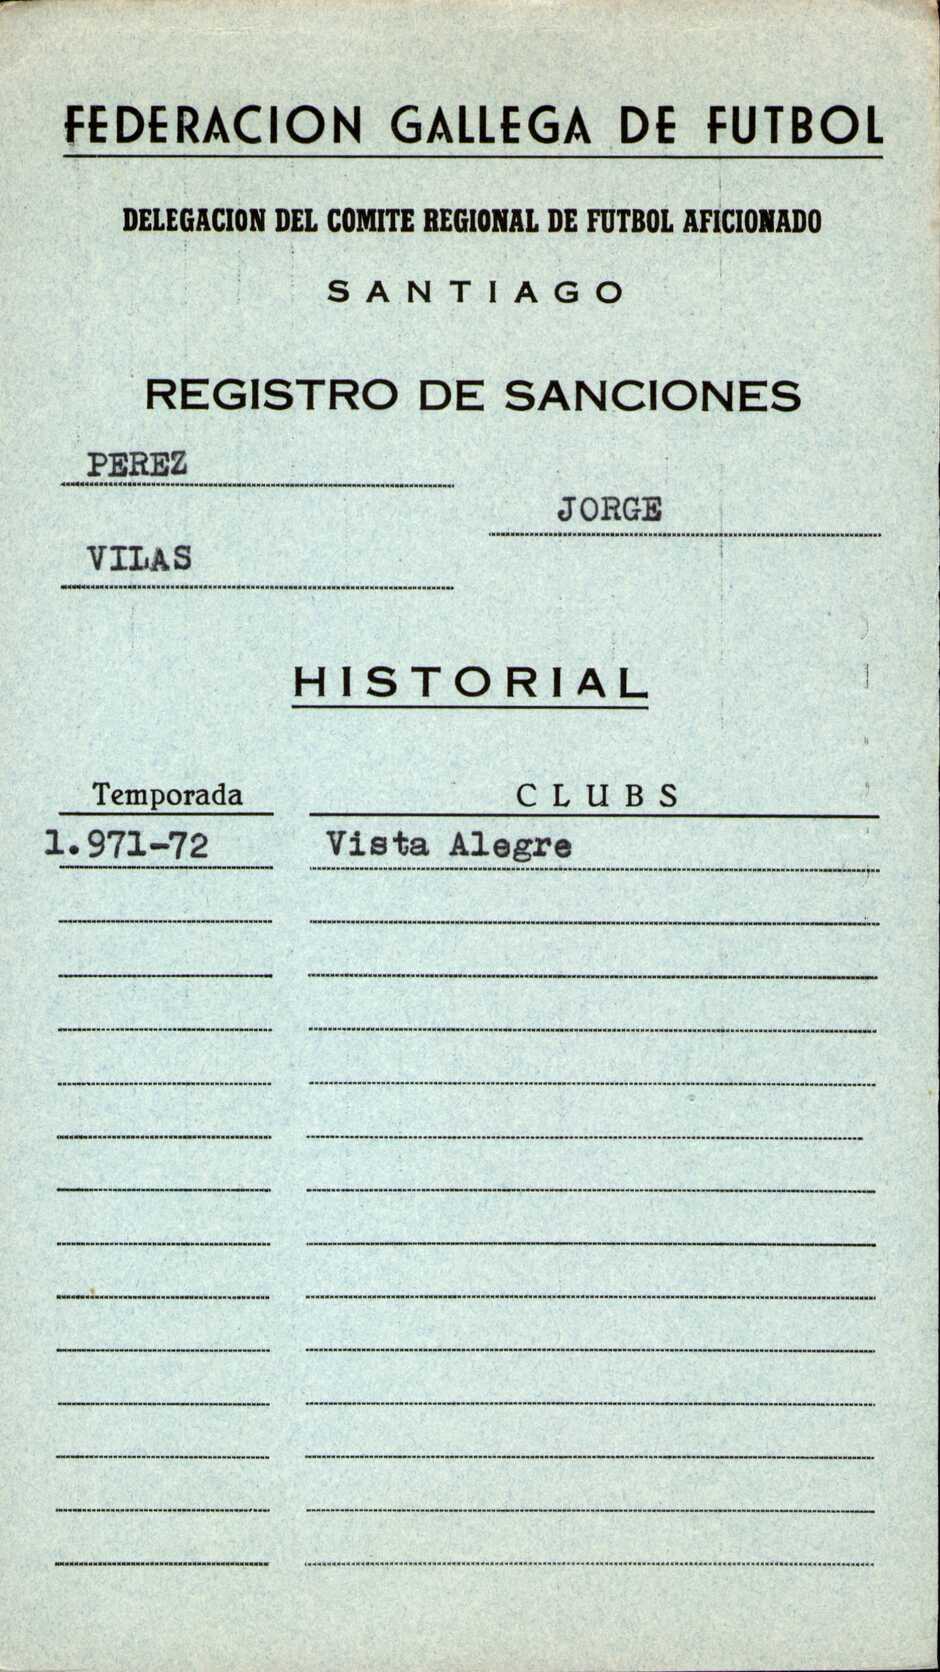 FEDERACION GALLEGA DE FUTBOL
DELEGACION DEL COMITE REGIONAL DE FUTBOL AFICIONADO
SANTIAGO
REGISTRO DE SANCIONES
PEREZ
JORGE
VILAS
HISTORIAL
Temporada CLUBS
1.971-72 Vista Alegre